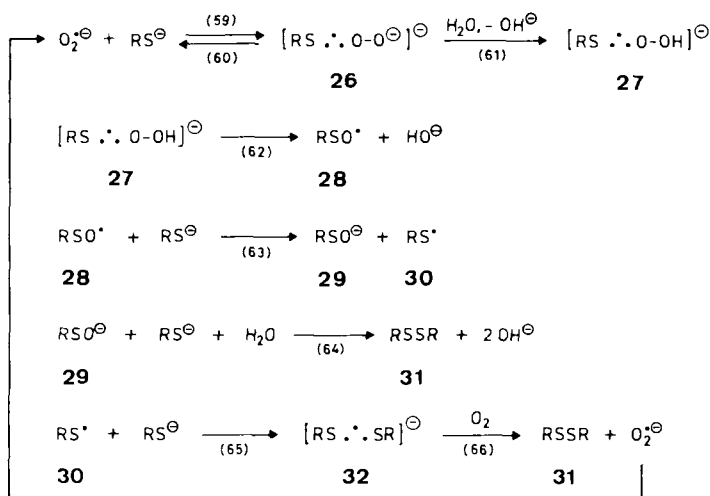 O₂•⊖ + RS⊖ ⇌ (59) (60) [RS ∴ O-O⊖]⊖ → H₂O, - OH⊖ (61) [RS ∴ O-OH]⊖
26 27
[RS ∴ O-OH]⊖ → (62) RSO• + HO⊖
27 28
RSO• + RS⊖ → (63) RSO⊖ + RS•
28 29 30
RSO⊖ + RS⊖ + H₂O → (64) RSSR + 2 OH⊖
29 31
RS• + RS⊖ → (65) [RS ∴ SR]⊖ → O₂ (66) RSSR + O₂•⊖
30 32 31